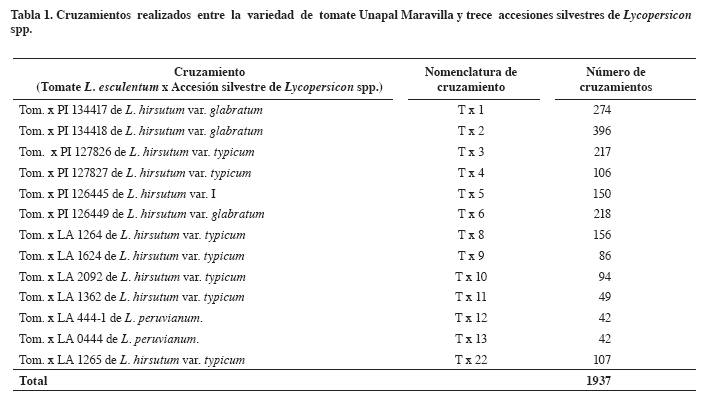 Tabla 1. Cruzamientos realizados entre la variedad de tomate Unapal Maravilla y trece accesiones silvestres de Lycopersicon
spp.
Cruzamiento Nomenclatura de Número de
(Tomate L. esculentum x Accesión silvestre de Lycopersicon spp.) cruzamiento cruzamientos
Tom. x PI 134417 de L. hirsutum var. glabratum T x 1 274
Tom. x PI 134418 de L. hirsutum var. glabratum T x 2 396
Tom. x PI 127826 de L. hirsutum var. typicum T x 3 217
Tom. x PI 127827 de L. hirsutum var. typicum T x 4 106
Tom. x PI 126445 de L. hirsutum var. I T x 5 150
Tom. x PI 126449 de L. hirsutum var. glabratum T x 6 218
Tom. x LA 1264 de L. hirsutum var. typicum T x 8 156
Tom. x LA 1624 de L. hirsutum var. typicum T x 9 86
Tom. x LA 2092 de L. hirsutum var. typicum T x 10 94
Tom. x LA 1362 de L. hirsutum var. typicum T x 11 49
Tom. x LA 444-1 de L. peruvianum. T x 12 42
Tom. x LA 0444 de L. peruvianum. T x 13 42
Tom. x LA 1265 de L. hirsutum var. typicum T x 22 107
Total 1937